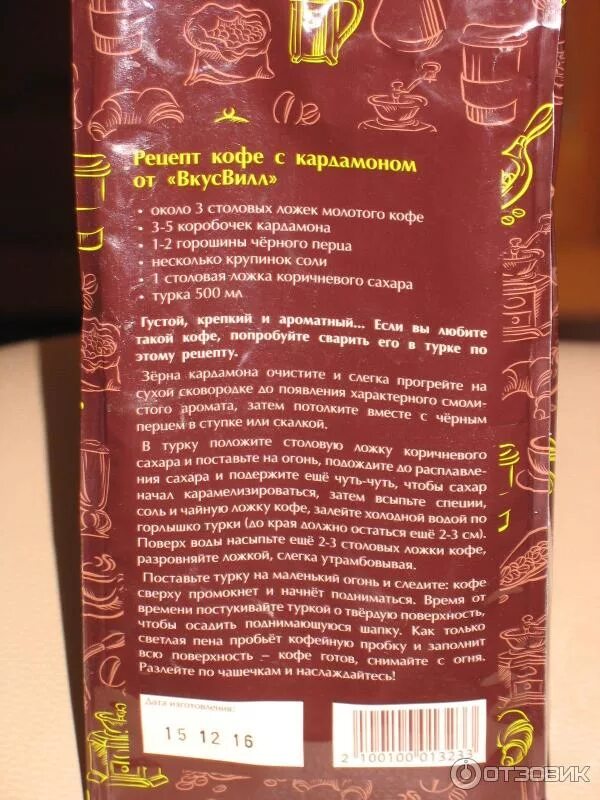 Рецепт кофе с кардамоном
от «ВкусВилл»
• около 3 столовых ложек молотого кофе
• 3-5 коробочек кардамона
• 1-2 горошины чёрного перца
• несколько крупинок соли
• 1 столовая ложка коричневого сахара
• турка 500 мл
Густой, крепкий и ароматный... Если вы любите
такой кофе, попробуйте сварить его в турке по
этому рецепту.
Зёрна кардамона очистите и слегка прогрейте на
сухой сковородке до появления характерного смоли-
стого аромата, затем потолките вместе с чёрным
перцем в ступке или скалкой.
В турку положите столовую ложку коричневого
сахара и поставьте на огонь, подождите до расплавле-
ния сахара и подержите ещё чуть-чуть, чтобы сахар
начал карамелизироваться, затем всыпьте специи,
соль и чайную ложку кофе, залейте холодной водой по
горлышко турки (до края должно остаться ещё 2-3 см).
Поверх воды насыпьте ещё 2-3 столовых ложки кофе,
разровняйте ложкой, слегка утрамбовывая.
Поставьте турку на маленький огонь и следите: кофе
сверху промокнет и начнёт подниматься. Время от
времени постукивайте туркой о твёрдую поверхность,
чтобы осадить поднимающуюся шапку. Как только
светлая пена пробьёт кофейную пробку и заполнит
всю поверхность – кофе готов, снимайте с огня.
Разлейте по чашечкам и наслаждайтесь!
Дата изготовления:
15 12 16
2 100100 013233
ОТЗОВИК